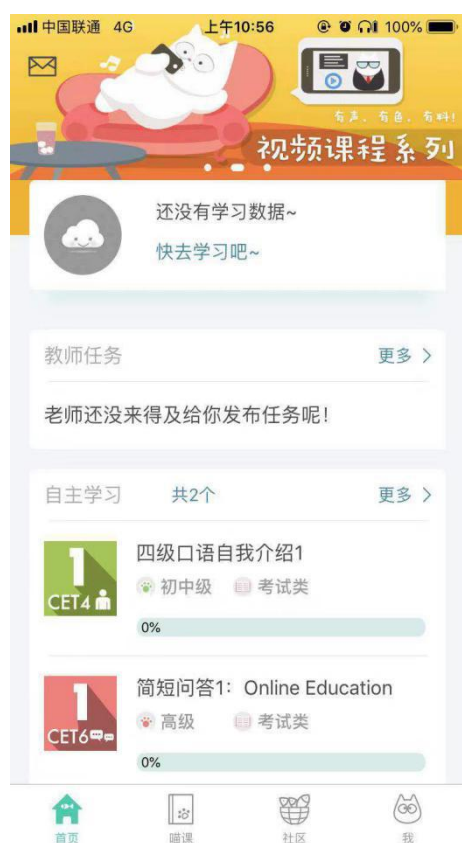 中国联通 4G 上午10:56 100%
有声、有色、有料!
视频课程系列
还没有学习数据~
快去学习吧~
教师任务 更多 >
老师还没来得及给你发布任务呢!
自主学习 共2个 更多 >
1
CET4
四级口语自我介绍1
初中级 考试类
0%
1
CET6
简短问答1：Online Education
高级 考试类
0%
首页 喵课 社区 我